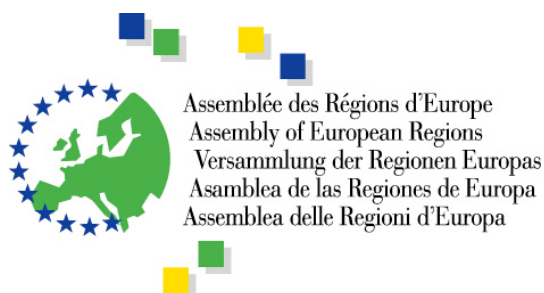 Assemblée des Régions d'Europe
Assembly of European Regions
Versammlung der Regionen Europas
Asamblea de las Regiones de Europa
Assemblea delle Regioni d'Europa